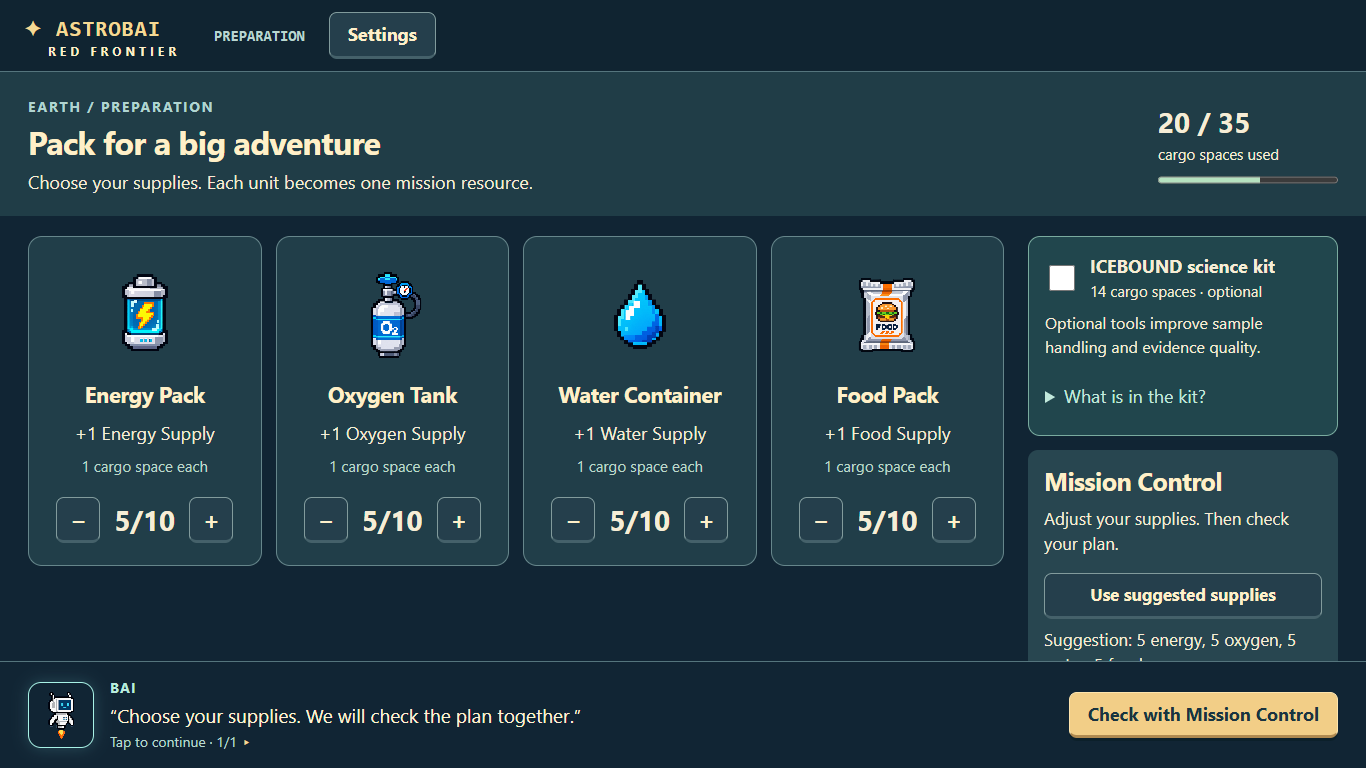 ✦ ASTROBAI
RED FRONTIER
PREPARATION
Settings
EARTH / PREPARATION
Pack for a big adventure
Choose your supplies. Each unit becomes one mission resource.
20 / 35
cargo spaces used
Energy Pack
+1 Energy Supply
1 cargo space each
− 5/10 +
O₂
Oxygen Tank
+1 Oxygen Supply
1 cargo space each
− 5/10 +
Water Container
+1 Water Supply
1 cargo space each
− 5/10 +
FOOD
Food Pack
+1 Food Supply
1 cargo space each
− 5/10 +
ICEBOUND science kit
14 cargo spaces · optional
Optional tools improve sample
handling and evidence quality.
▶ What is in the kit?
Mission Control
Adjust your supplies. Then check
your plan.
Use suggested supplies
Suggestion: 5 energy, 5 oxygen, 5
BAI
“Choose your supplies. We will check the plan together.”
Tap to continue · 1/1 ▸
Check with Mission Control